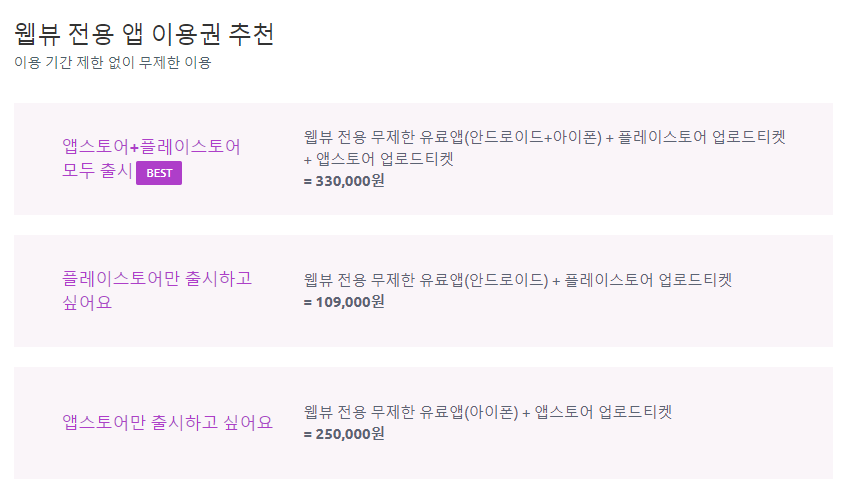 웹뷰 전용 앱 이용권 추천
이용 기간 제한 없이 무제한 이용
앱스토어+플레이스토어
모두 출시 BEST
웹뷰 전용 무제한 유료앱(안드로이드+아이폰) + 플레이스토어 업로드티켓
+ 앱스토어 업로드티켓
= 330,000원
플레이스토어만 출시하고
싶어요
웹뷰 전용 무제한 유료앱(안드로이드) + 플레이스토어 업로드티켓
= 109,000원
앱스토어만 출시하고 싶어요
웹뷰 전용 무제한 유료앱(아이폰) + 앱스토어 업로드티켓
= 250,000원